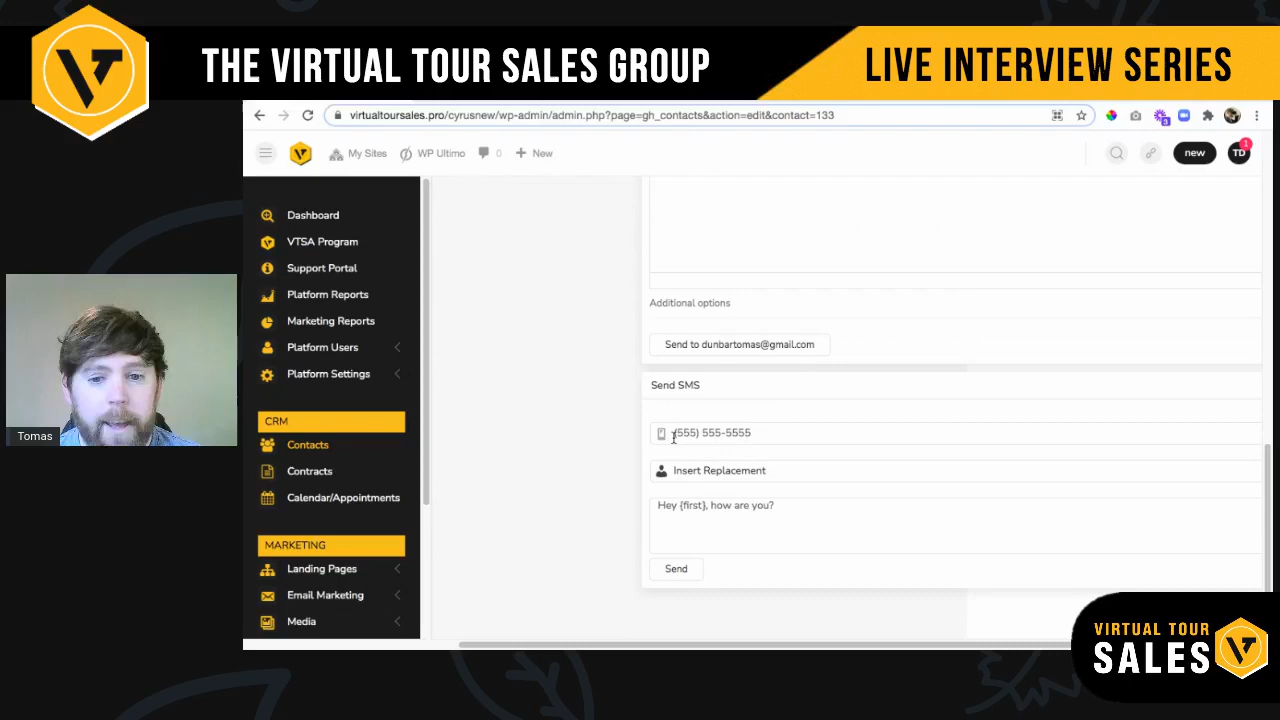 THE VIRTUAL TOUR SALES GROUP
LIVE INTERVIEW SERIES
virtualtoursales.pro/cyrusnew/wp-admin/admin.php?page=gh_contacts&action=edit&contact=133
3
My Sites
WP Ultimo
0
New
new
TD
1
Dashboard
VTSA Program
Support Portal
Platform Reports
Marketing Reports
Platform Users
Platform Settings
CRM
Contacts
Contracts
Calendar/Appointments
MARKETING
Landing Pages
Email Marketing
Media
Additional options
Send to dunbartomas@gmail.com
Send SMS
(555) 555-5555
Insert Replacement
Hey {first}, how are you?
Send
Tomas
VIRTUAL TOUR
SALES